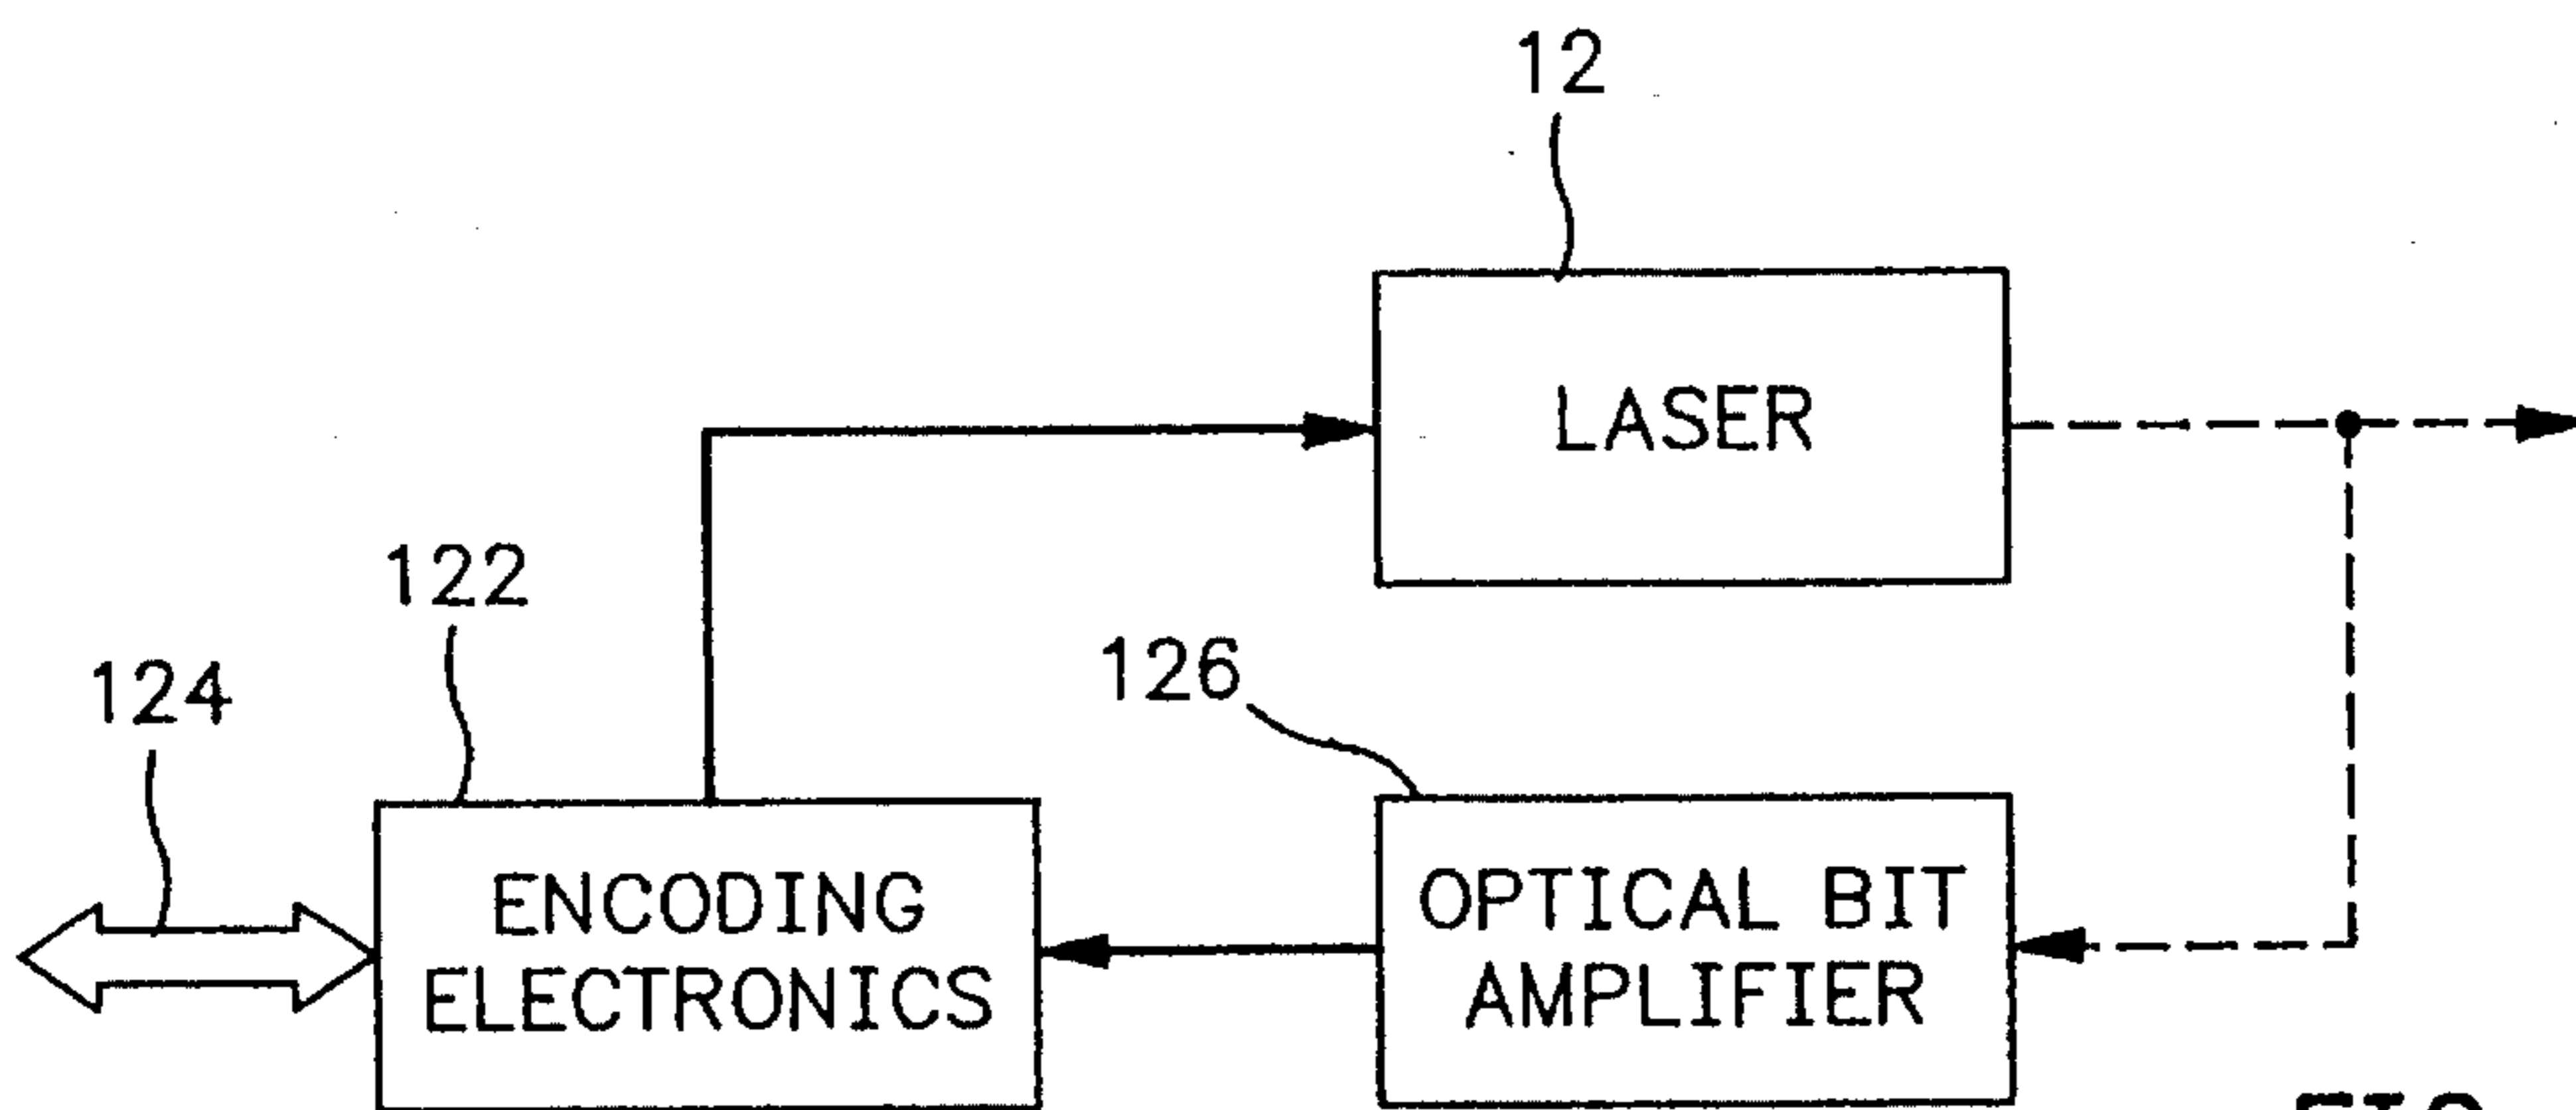 12
LASER
122
124
126
ENCODING
ELECTRONICS
OPTICAL BIT
AMPLIFIER